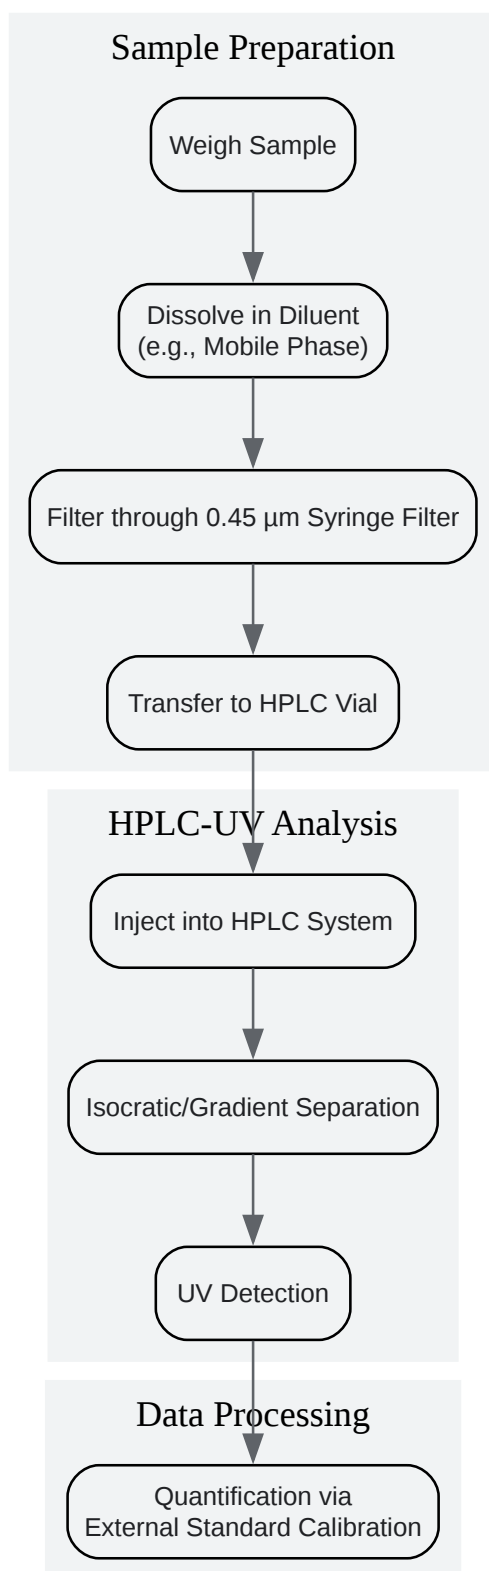 Sample Preparation
Weigh Sample
Dissolve in Diluent
(e.g., Mobile Phase)
Filter through 0.45 µm Syringe Filter
Transfer to HPLC Vial
HPLC-UV Analysis
Inject into HPLC System
Isocratic/Gradient Separation
UV Detection
Data Processing
Quantification via
External Standard Calibration